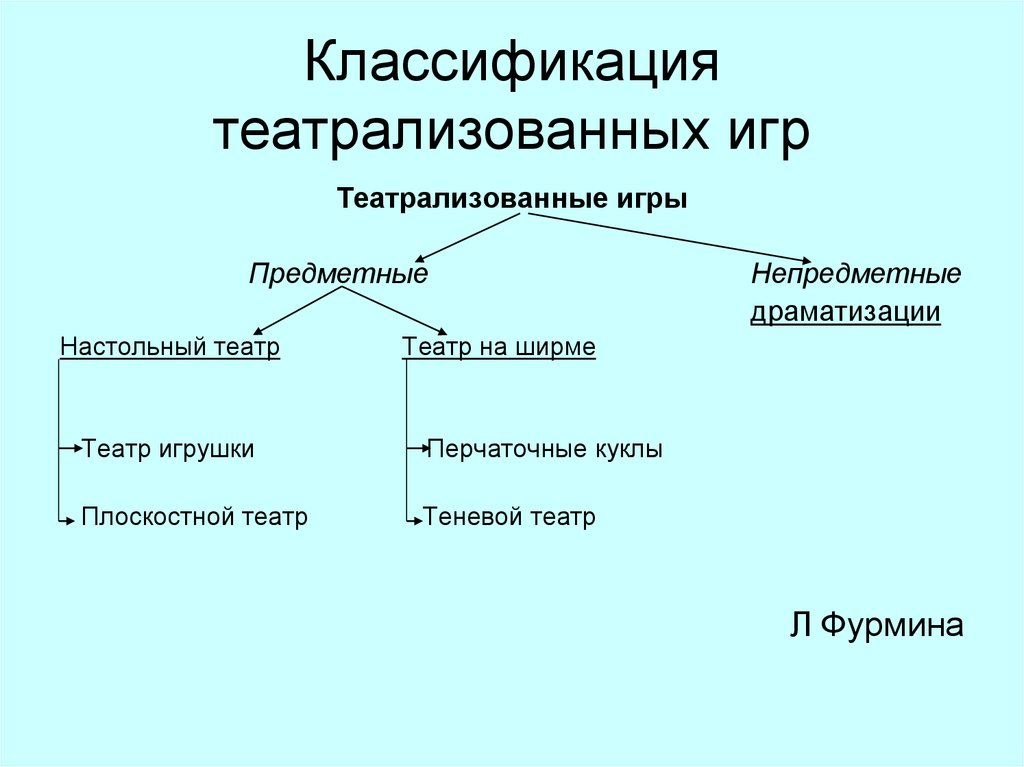 Классификация
театрализованных игр
Театрализованные игры
Предметные
Непредметные
драматизации
Настольный театр
Театр на ширме
Театр игрушки
Перчаточные куклы
Плоскостной театр
Теневой театр
Л Фурмина